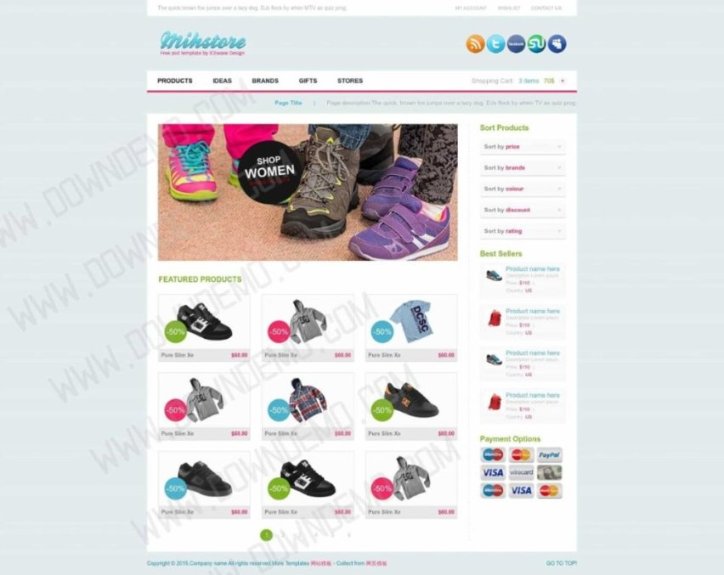 The quick brown fox jumps over a lazy dog. DJs flock by when MTV ax quiz prog.
MY ACCOUNT WISHLIST CONTACT US
Mihstore
Free psd template by
PRODUCTS IDEAS BRANDS GIFTS STORES
Shopping Cart 3 items 70$
Page Title | Page description The quick, brown fox jumps over a lazy dog. DJs flock by when TV ax quiz prog.
SHOP
WOMEN
Sort Products
Sort by price
Sort by brands
Sort by colour
Sort by discount
Sort by rating
Best Sellers
Product name here
Description Lorem ipsum
Price: $110
Country: US
Product name here
Description Lorem ipsum
Price: $110
Country: US
Product name here
Description Lorem ipsum
Price: $110
Country: US
Product name here
Description Lorem ipsum
Price: $110
Country: US
FEATURED PRODUCTS
-50% -50% -50%
DCSC
Pure Slim Xe $60.00 Pure Slim Xe $60.00 Pure Slim Xe $60.00
-50% -50% -50%
Pure Slim Xe $60.00 Pure Slim Xe $60.00 Pure Slim Xe $60.00
-50% -50% -50%
Pure Slim Xe $60.00 Pure Slim Xe $60.00 Pure Slim Xe $60.00
1
Payment Options
PayPal
VISA wirecard
VISA
Copyright © 2015.Company name All rights reserved.More Templates 网站模板 - Collect from 网页模板
GO TO TOP!
WWW.DOWNDEMO.COM
WWW.DOWNDEMO.COM
WWW.DOWNDEMO.COM
WWW.DOWNDEMO.COM